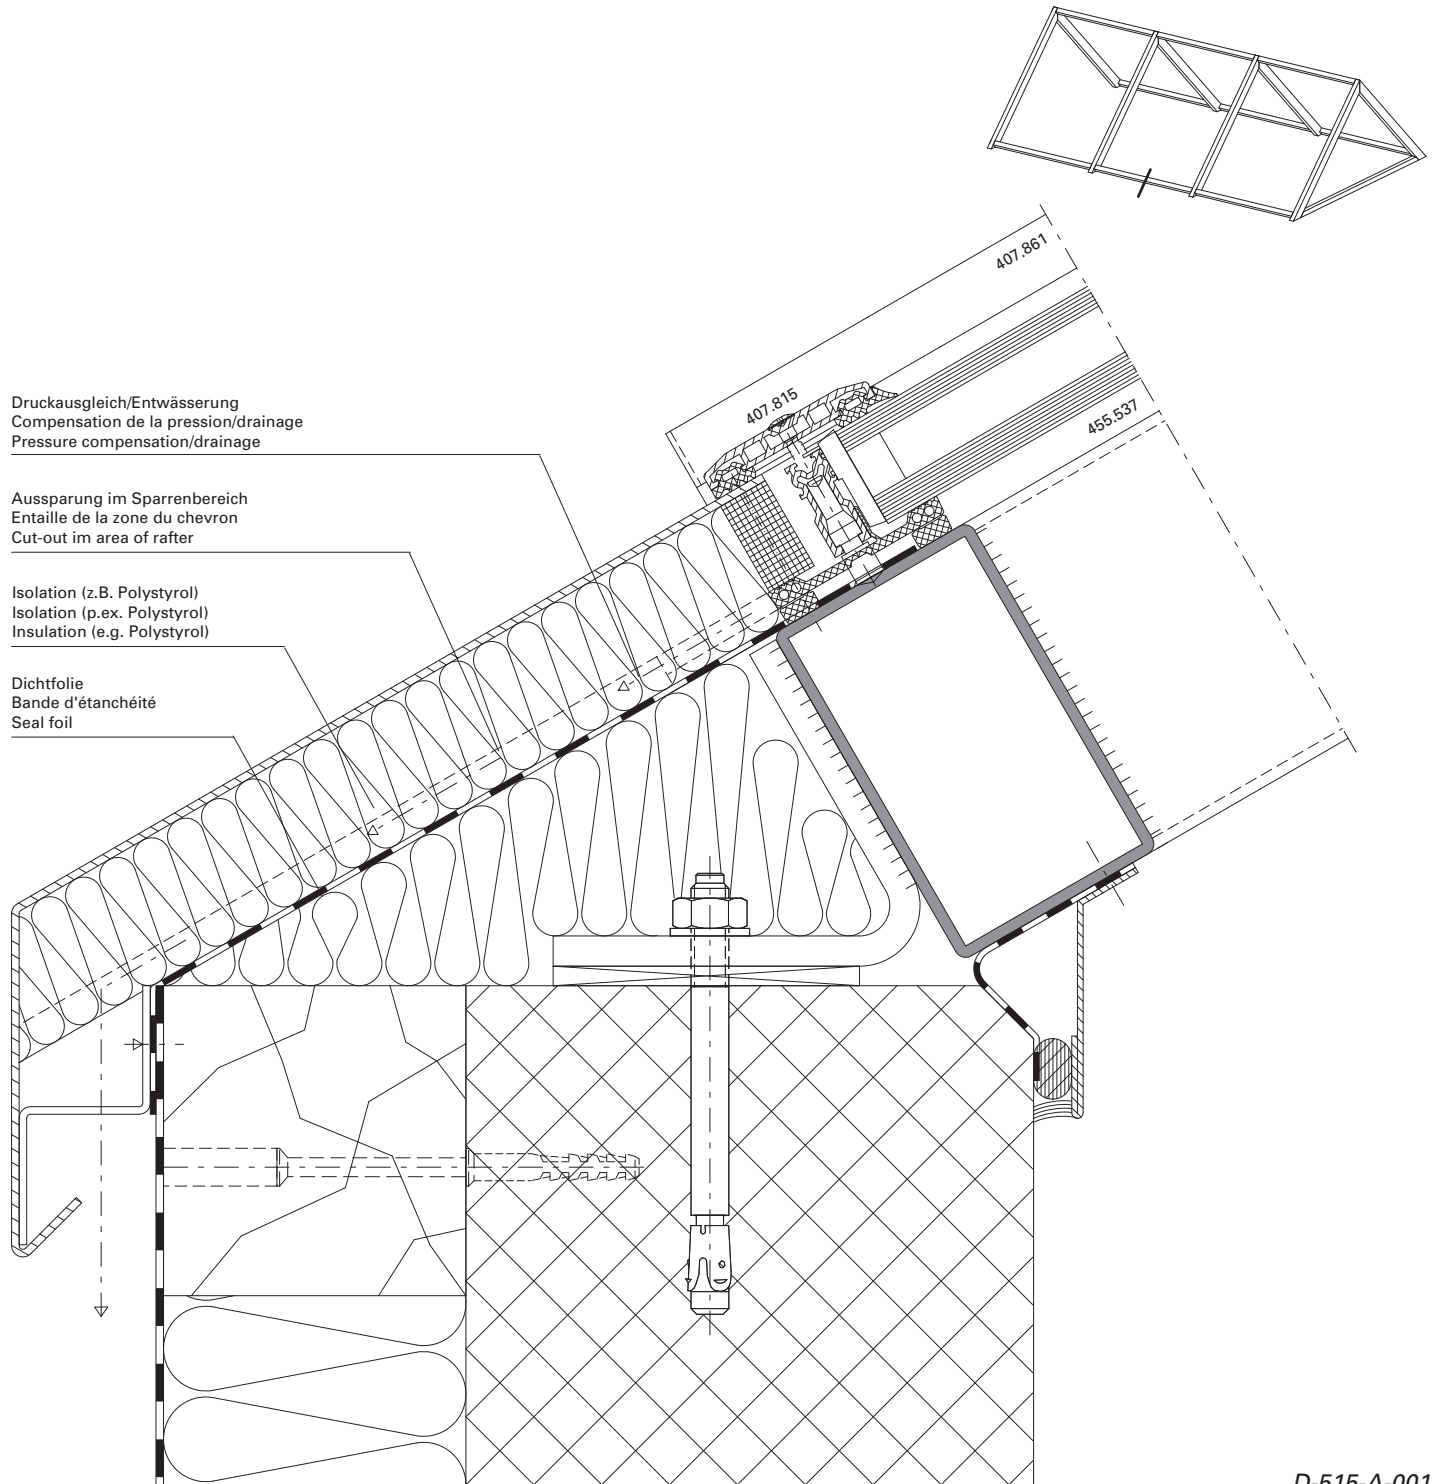 407.861
407.815
455.537
Druckausgleich/Entwässerung
Compensation de la pression/drainage
Pressure compensation/drainage
Aussparung im Sparrenbereich
Entaille de la zone du chevron
Cut-out im area of rafter
Isolation (z.B. Polystyrol)
Isolation (p.ex. Polystyrol)
Insulation (e.g. Polystyrol)
Dichtfolie
Bande d'étanchéité
Seal foil
D-515-A-001